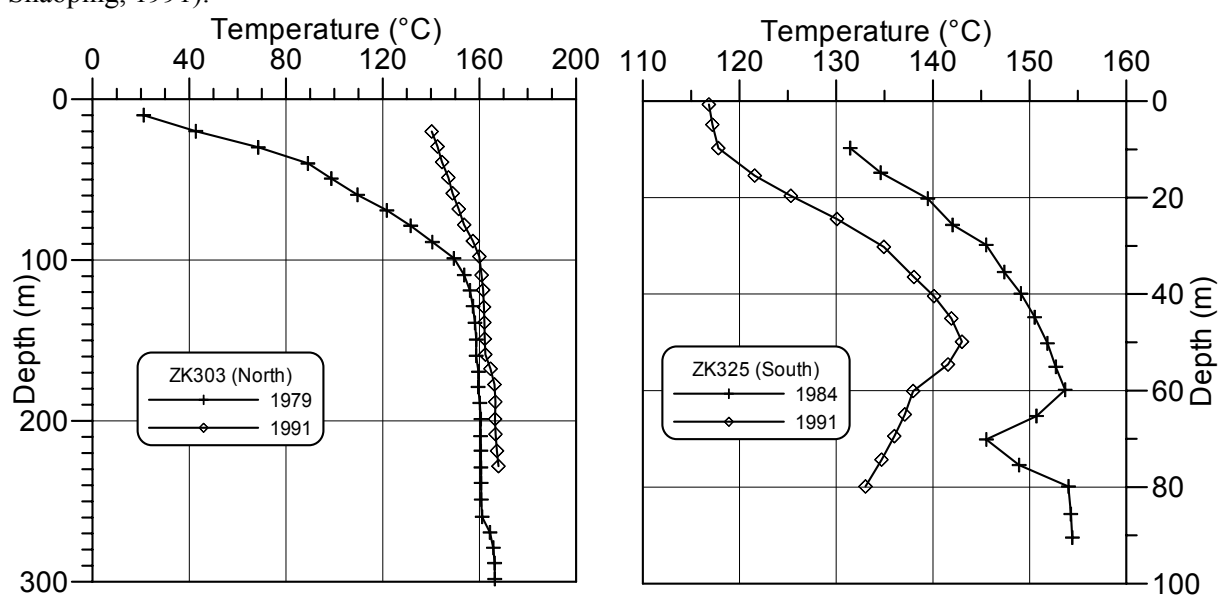 Shaoping, 1991).
Temperature (°C)
0 40 80 120 160 200
0
100
200
300
Depth (m)
ZK303 (North)
1979
1991
Temperature (°C)
110 120 130 140 150 160
0
20
40
60
80
100
Depth (m)
ZK325 (South)
1984
1991